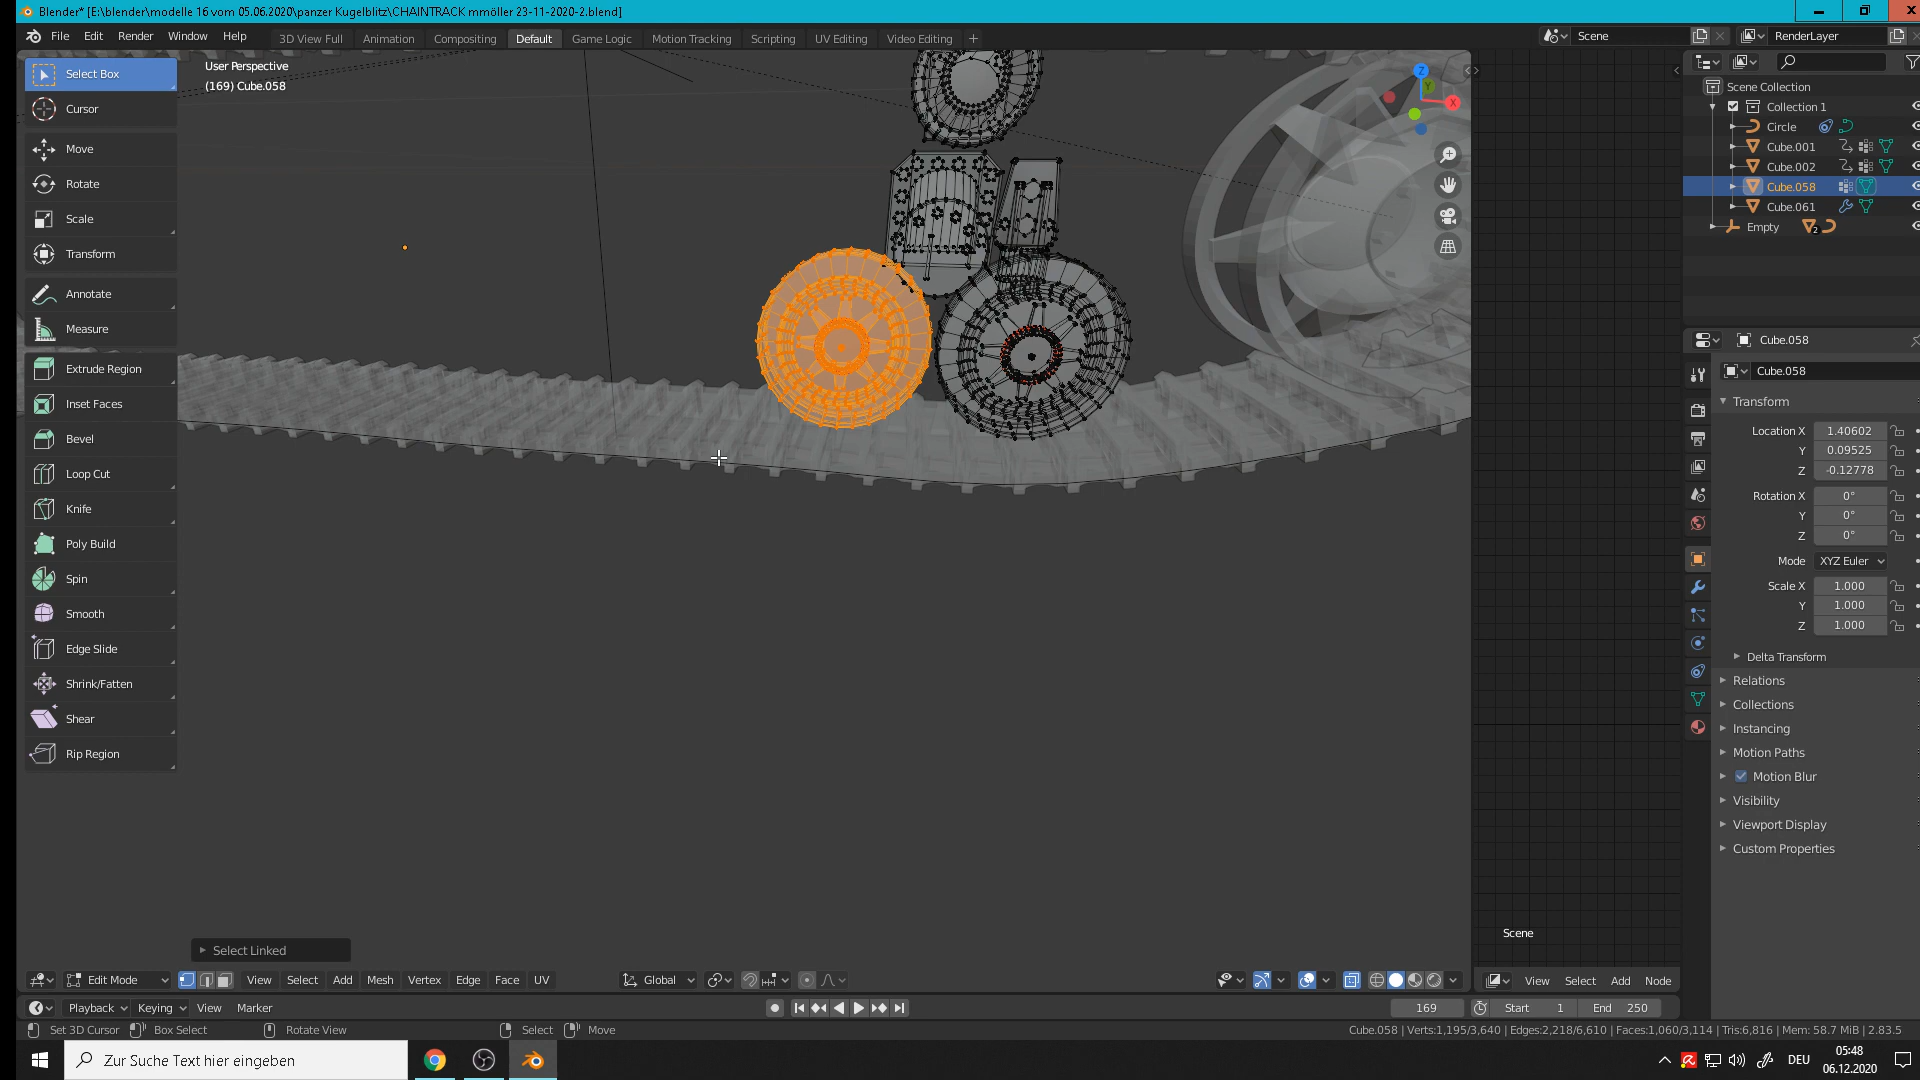 Blender* [E:\blender\modelle 16 vom 05.06.2020\panzer Kugelblitz\CHAINTRACK mmöller 23-11-2020-2.blend]
File Edit Render Window Help 3D View Full Animation Compositing Default Game Logic Motion Tracking Scripting UV Editing Video Editing + Scene RenderLayer
Select Box
Cursor
Move
Rotate
Scale
Transform
Annotate
Measure
Extrude Region
Inset Faces
Bevel
Loop Cut
Knife
Poly Build
Spin
Smooth
Edge Slide
Shrink/Fatten
Shear
Rip Region
User Perspective
(169) Cube.058
Z
Y
X
Select Linked
Scene
Scene Collection
Collection 1
Circle
Cube.001
Cube.002
Cube.058
Cube.061
Empty 2
Cube.058
Cube.058
Transform
Location X 1.40602
Y 0.09525
Z -0.12778
Rotation X 0°
Y 0°
Z 0°
Mode XYZ Euler
Scale X 1.000
Y 1.000
Z 1.000
Delta Transform
Relations
Collections
Instancing
Motion Paths
Motion Blur
Visibility
Viewport Display
Custom Properties
Edit Mode View Select Add Mesh Vertex Edge Face UV Global View Select Add Node
Playback Keying View Marker 169 Start 1 End 250
Set 3D Cursor Box Select Rotate View Select Move Cube.058 | Verts:1,195/3,640 | Edges:2,218/6,610 | Faces:1,060/3,114 | Tris:6,816 | Mem: 58.7 MiB | 2.83.5
Zur Suche Text hier eingeben DEU 05:48
06.12.2020